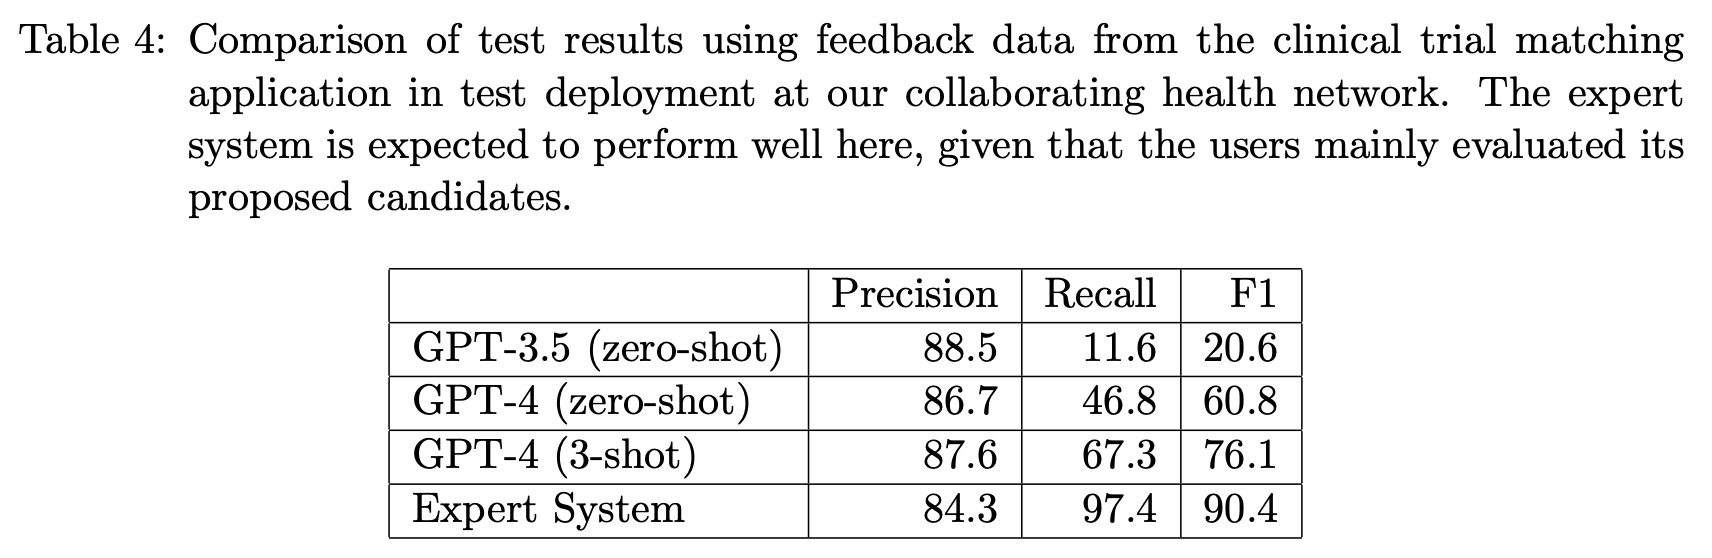 Table 4: Comparison of test results using feedback data from the clinical trial matching
application in test deployment at our collaborating health network. The expert
system is expected to perform well here, given that the users mainly evaluated its
proposed candidates.
Precision Recall F1
GPT-3.5 (zero-shot) 88.5 11.6 20.6
GPT-4 (zero-shot) 86.7 46.8 60.8
GPT-4 (3-shot) 87.6 67.3 76.1
Expert System 84.3 97.4 90.4